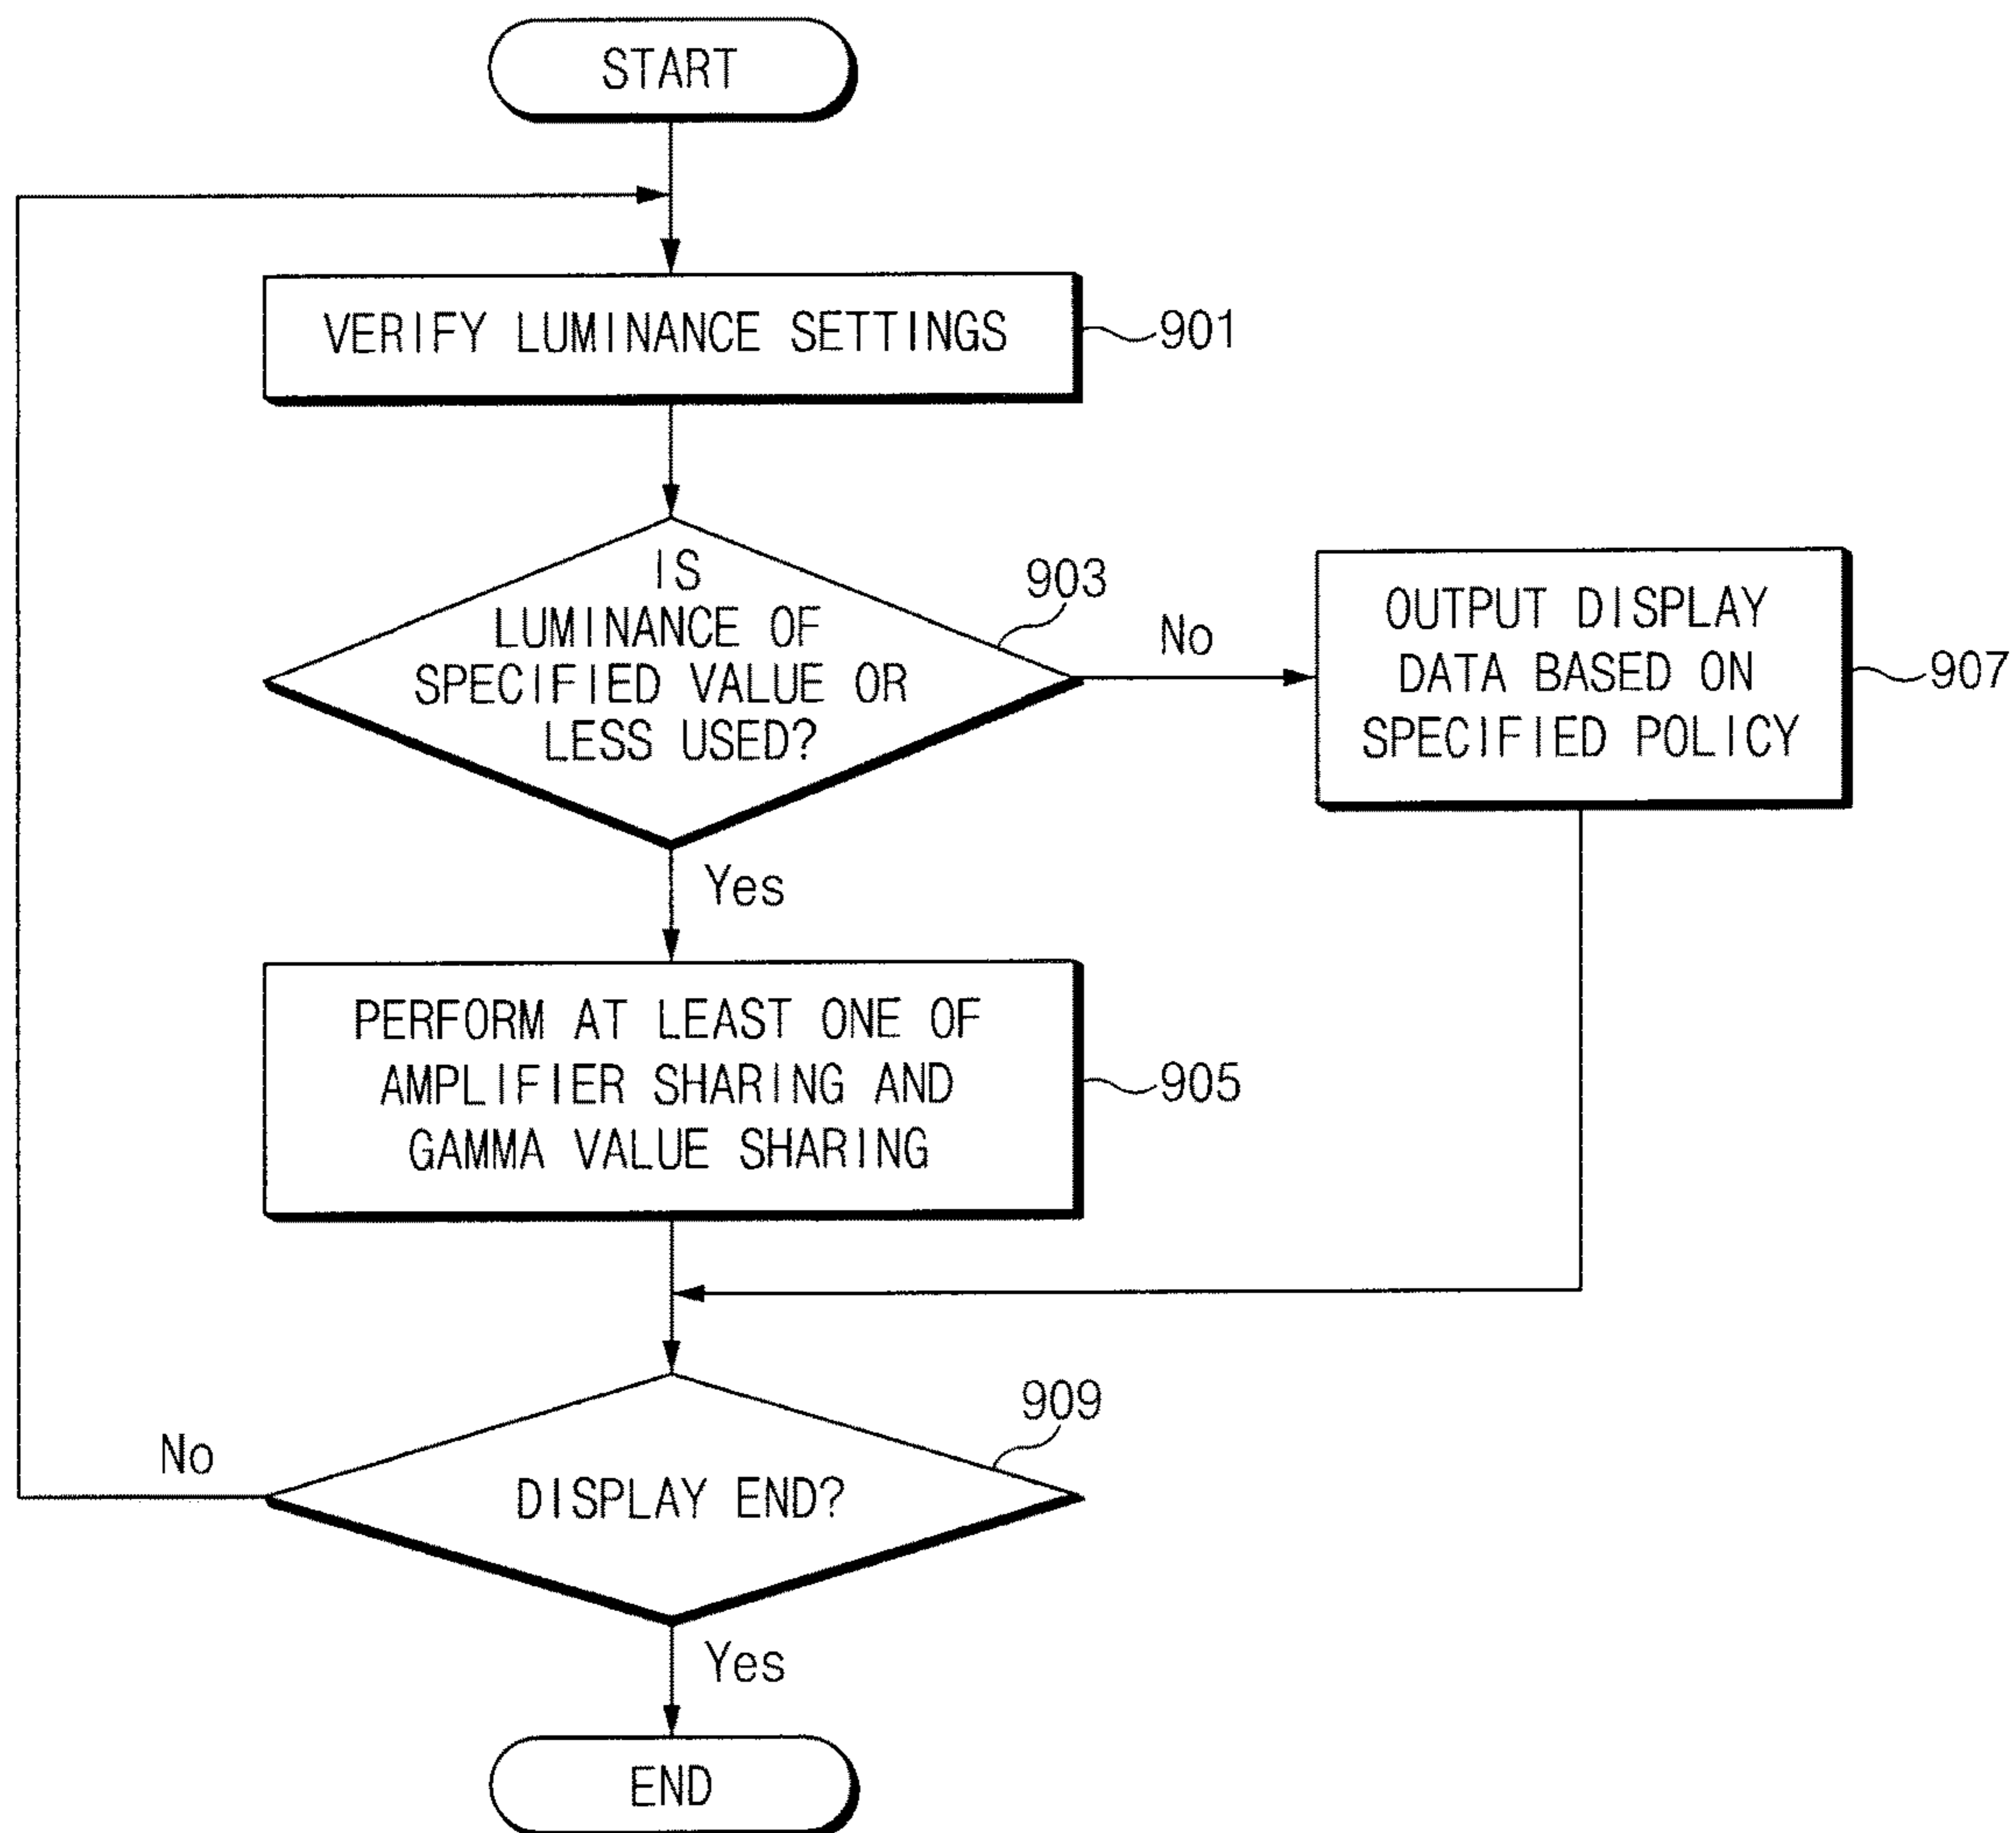 START
VERIFY LUMINANCE SETTINGS
901
IS
LUMINANCE OF
SPECIFIED VALUE OR
LESS USED?
903
No
OUTPUT DISPLAY
DATA BASED ON
SPECIFIED POLICY
907
Yes
PERFORM AT LEAST ONE OF
AMPLIFIER SHARING AND
GAMMA VALUE SHARING
905
909
No
DISPLAY END?
Yes
END